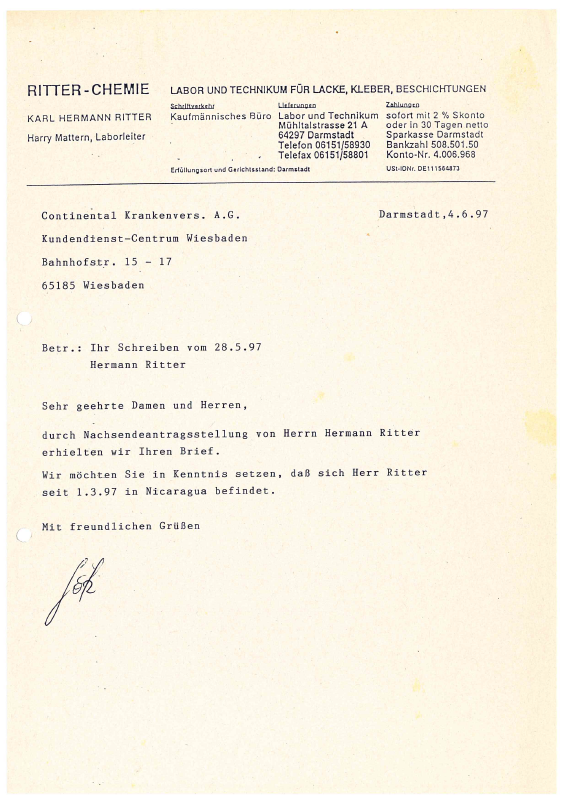 RITTER-CHEMIE
LABOR UND TECHNIKUM FÜR LACKE, KLEBER, BESCHICHTUNGEN
KARL HERMANN RITTER
Harry Mattern, Laborleiter
Schriftverkehr
Kaufmännisches Büro
Lieferungen
Labor und Technikum
Mühltalstrasse 21 A
64297 Darmstadt
Telefon 06151/58930
Telefax 06151/58801
Zahlungen
sofort mit 2 % Skonto
oder in 30 Tagen netto
Sparkasse Darmstadt
Bankzahl 508.501.50
Konto-Nr. 4.006.968
Erfüllungsort und Gerichtsstand: Darmstadt
USt-IDNr. DE111564873
Continental Krankenvers. A.G.
Darmstadt,4.6.97
Kundendienst-Centrum Wiesbaden
Bahnhofstr. 15 - 17
65185 Wiesbaden
Betr.: Ihr Schreiben vom 28.5.97
Hermann Ritter
Sehr geehrte Damen und Herren,
durch Nachsendeantragsstellung von Herrn Hermann Ritter
erhielten wir Ihren Brief.
Wir möchten Sie in Kenntnis setzen, daß sich Herr Ritter
seit 1.3.97 in Nicaragua befindet.
Mit freundlichen Grüßen